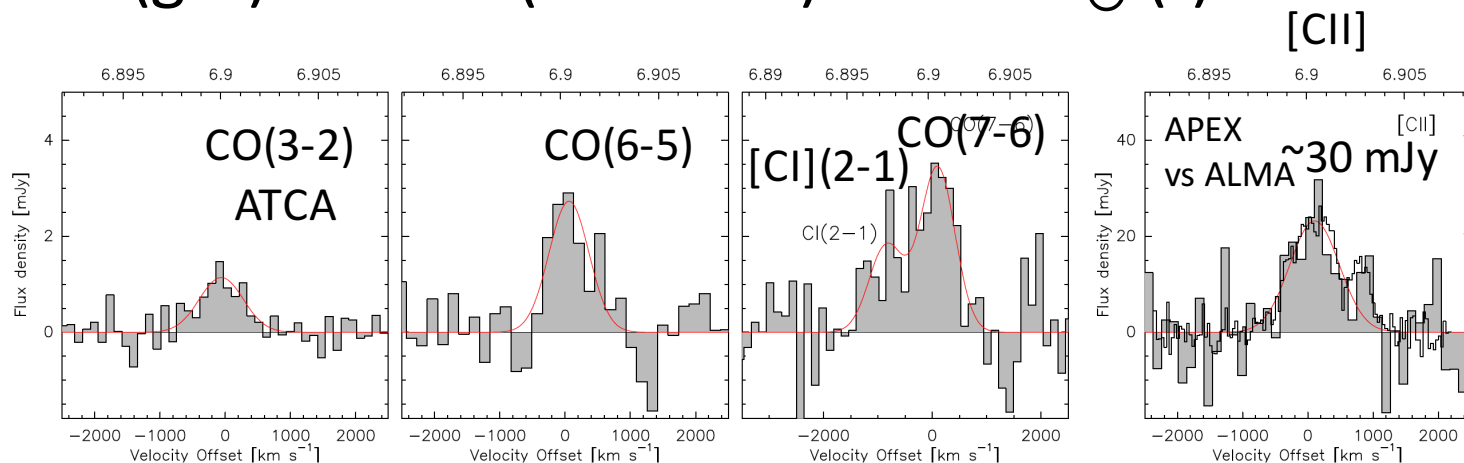 [CII]
6.895 6.9 6.905
6.895 6.9 6.905
6.89 6.895 6.9 6.905
6.895 6.9 6.905
CO(3-2)
ATCA
CO(6-5)
CO(7-6)
[CI](2-1)
CI(2-1)
APEX
vs ALMA
~30 mJy
[CII]
Flux density [mJy]
4
2
0
Flux density [mJy]
40
20
0
-2000 -1000 0 1000 2000
Velocity Offset [km s⁻¹]
-2000 -1000 0 1000 2000
Velocity Offset [km s⁻¹]
-2000 0 2000
Velocity Offset [km s⁻¹]
-2000 -1000 0 1000 2000
Velocity Offset [km s⁻¹]